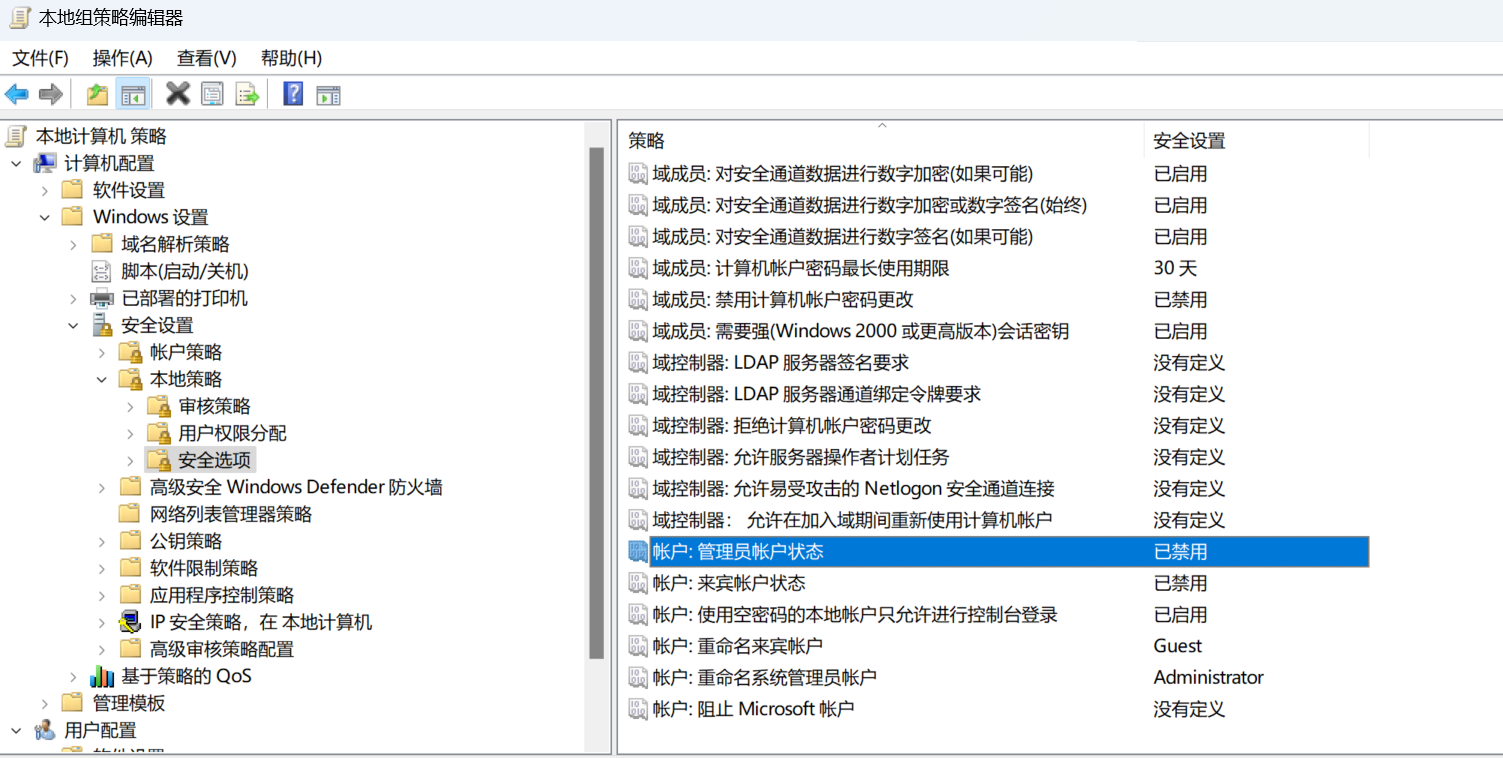 本地组策略编辑器
文件(F) 操作(A) 查看(V) 帮助(H)
本地计算机 策略
计算机配置
软件设置
Windows 设置
域名解析策略
脚本(启动/关机)
已部署的打印机
安全设置
帐户策略
本地策略
审核策略
用户权限分配
安全选项
高级安全 Windows Defender 防火墙
网络列表管理器策略
公钥策略
软件限制策略
应用程序控制策略
IP 安全策略，在 本地计算机
高级审核策略配置
基于策略的 QoS
管理模板
用户配置
策略 安全设置
域成员: 对安全通道数据进行数字加密(如果可能) 已启用
域成员: 对安全通道数据进行数字加密或数字签名(始终) 已启用
域成员: 对安全通道数据进行数字签名(如果可能) 已启用
域成员: 计算机帐户密码最长使用期限 30 天
域成员: 禁用计算机帐户密码更改 已禁用
域成员: 需要强(Windows 2000 或更高版本)会话密钥 已启用
域控制器: LDAP 服务器签名要求 没有定义
域控制器: LDAP 服务器通道绑定令牌要求 没有定义
域控制器: 拒绝计算机帐户密码更改 没有定义
域控制器: 允许服务器操作者计划任务 没有定义
域控制器: 允许易受攻击的 Netlogon 安全通道连接 没有定义
域控制器： 允许在加入域期间重新使用计算机帐户 没有定义
帐户: 管理员帐户状态 已禁用
帐户: 来宾帐户状态 已禁用
帐户: 使用空密码的本地帐户只允许进行控制台登录 已启用
帐户: 重命名来宾帐户 Guest
帐户: 重命名系统管理员帐户 Administrator
帐户: 阻止 Microsoft 帐户 没有定义